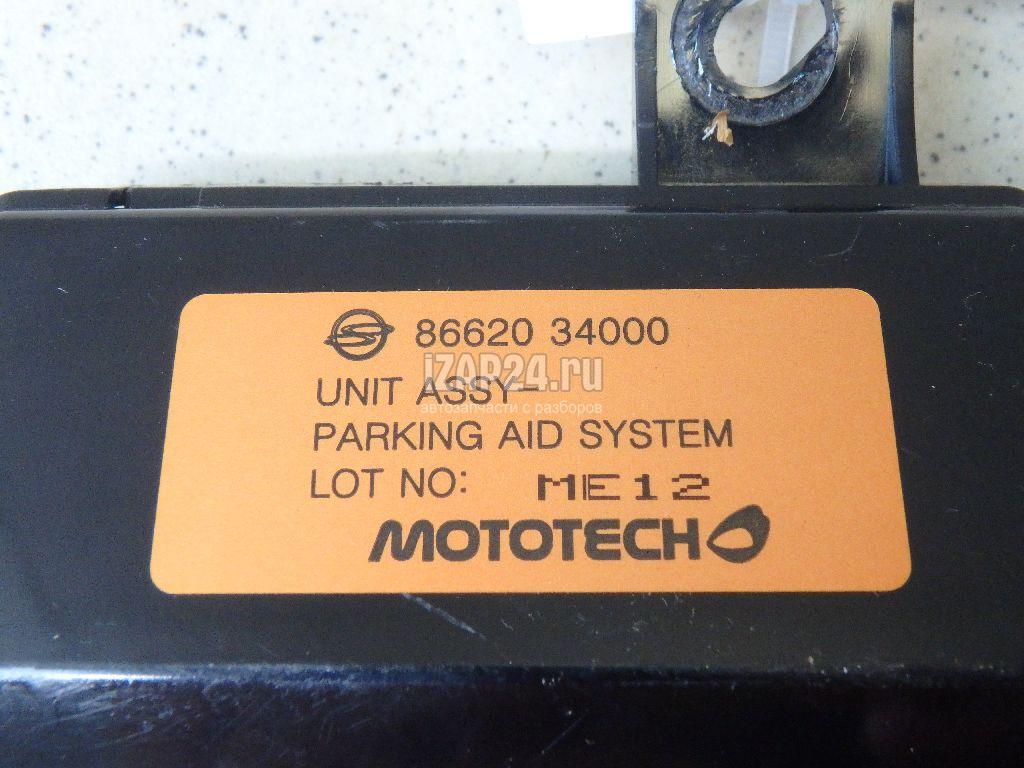 86620 34000
iZAP24.ru
UNIT ASSY-
автозапчасти с разборов
PARKING AID SYSTEM
LOT NO: ME12
MOTOTECH